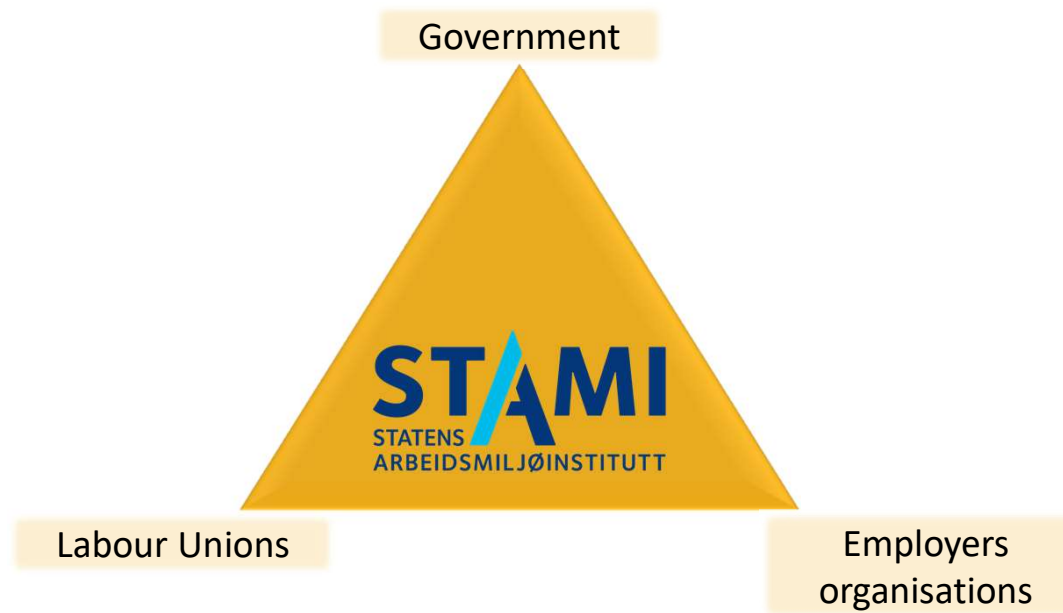 Government
STAMI
STATENS
ARBEIDSMILJØINSTITUTT
Labour Unions
Employers
organisations